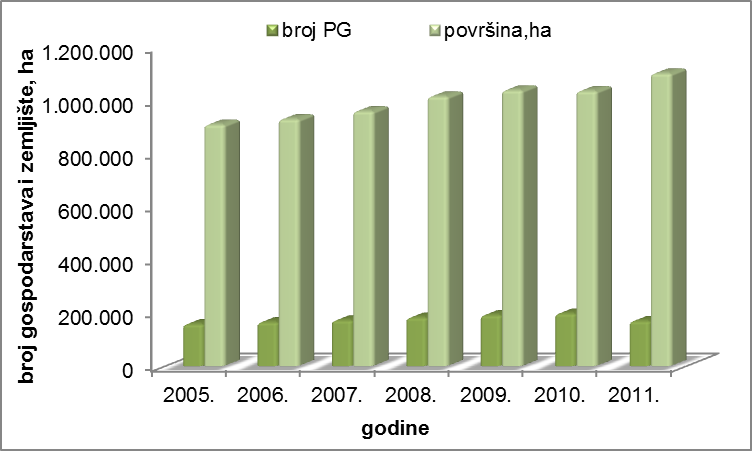 broj PG
površina,ha
broj gospodarstava i zemljište, ha
1.200.000
1.000.000
800.000
600.000
400.000
200.000
0
2005. 2006. 2007. 2008. 2009. 2010. 2011.
godine